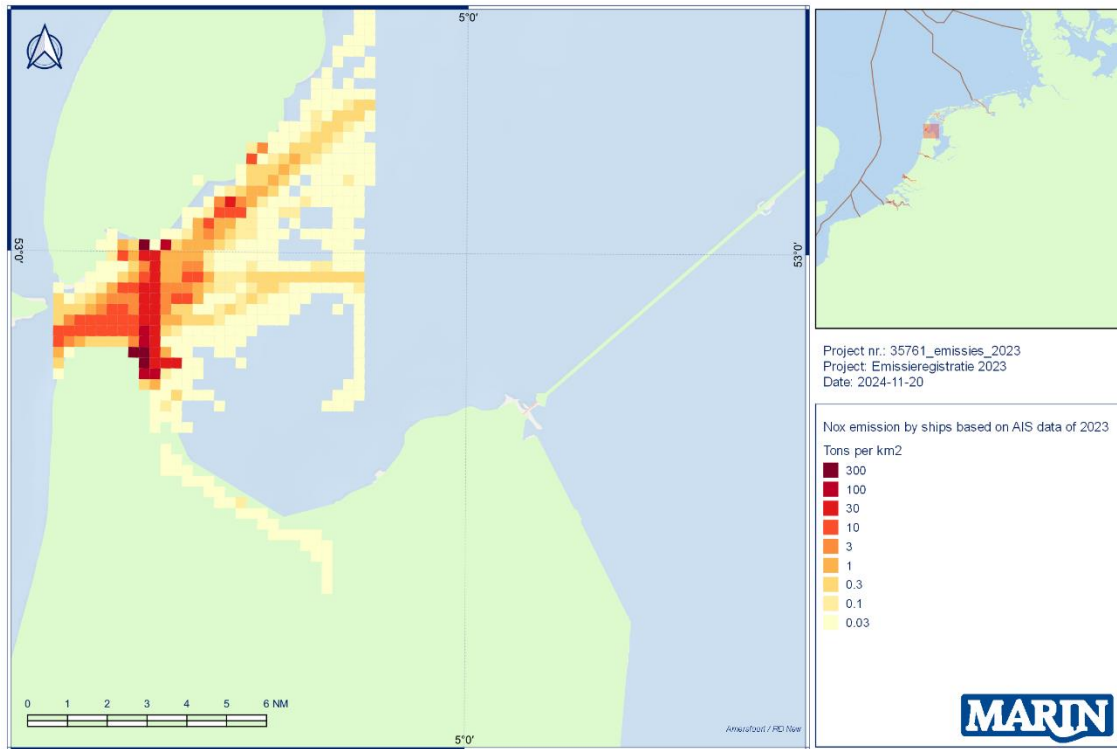 5°0'
53°0'
53°0'
0 1 2 3 4 5 6 NM
5°0'
Amersfoort / RD New
Project nr.: 35761_emissies_2023
Project: Emissieregistratie 2023
Date: 2024-11-20
Nox emission by ships based on AIS data of 2023
Tons per km2
300
100
30
10
3
1
0.3
0.1
0.03
MARIN